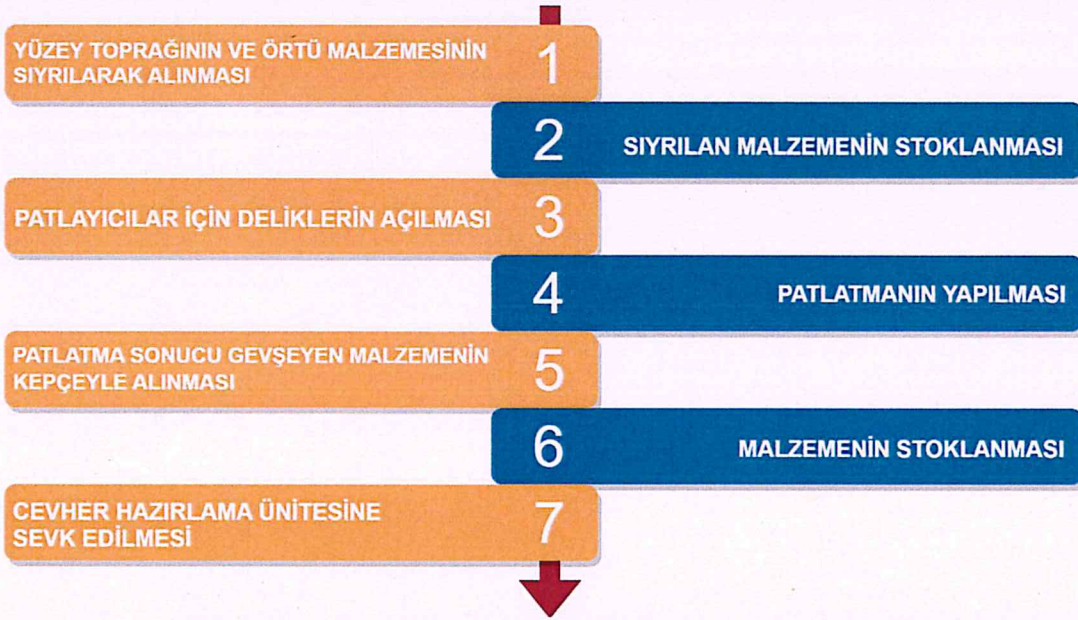 YÜZEY TOPRAĞININ VE ÖRTÜ MALZEMESİNİN
SIYRILARAK ALINMASI
1
2
SIYRILAN MALZEMENİN STOKLANMASI
PATLAYICILAR İÇİN DELİKLERİN AÇILMASI
3
4
PATLATMANIN YAPILMASI
PATLATMA SONUCU GEVŞEYEN MALZEMENİN
KEPÇEYLE ALINMASI
5
6
MALZEMENİN STOKLANMASI
CEVHER HAZIRLAMA ÜNİTESİNE
SEVK EDİLMESİ
7